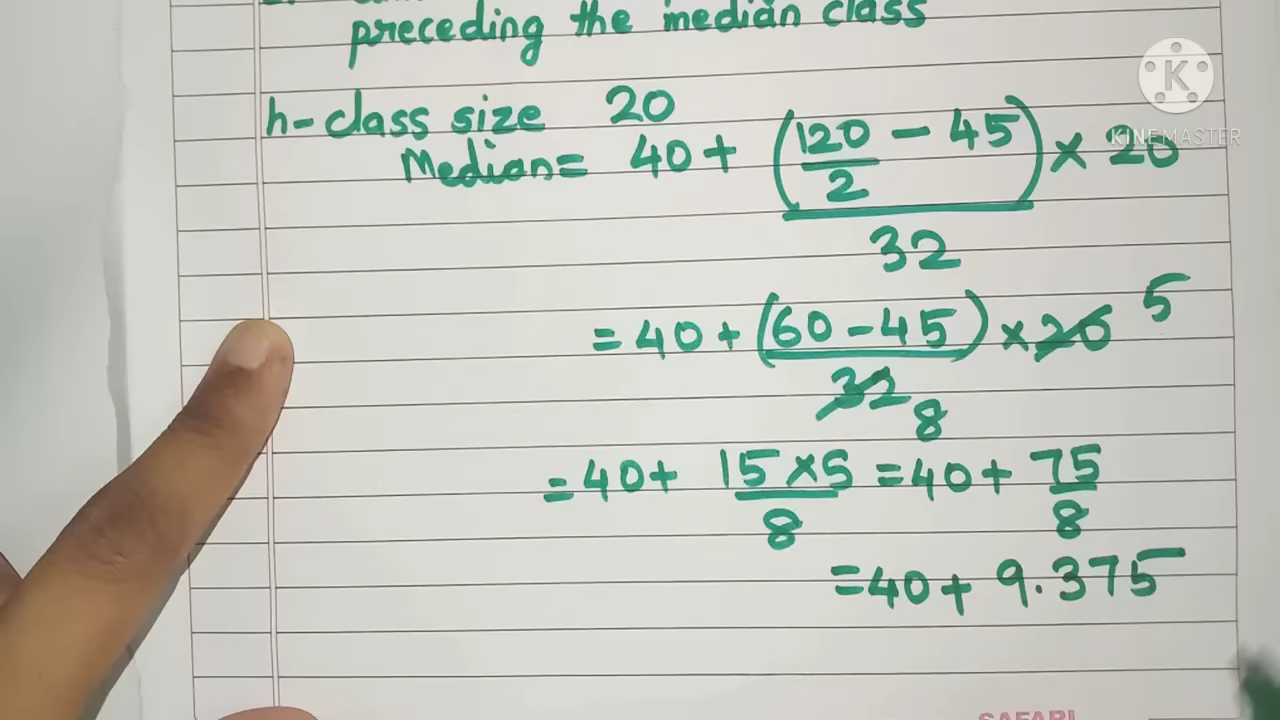 preceding the median class
h-class size 20
Median= 40 + (120/2 - 45) × 20
32
= 40 + (60 - 45) × 20 5
32 8
= 40 + 15 × 5 = 40 + 75
8 8
= 40 + 9.375
K
KINEMASTER
SAFARI